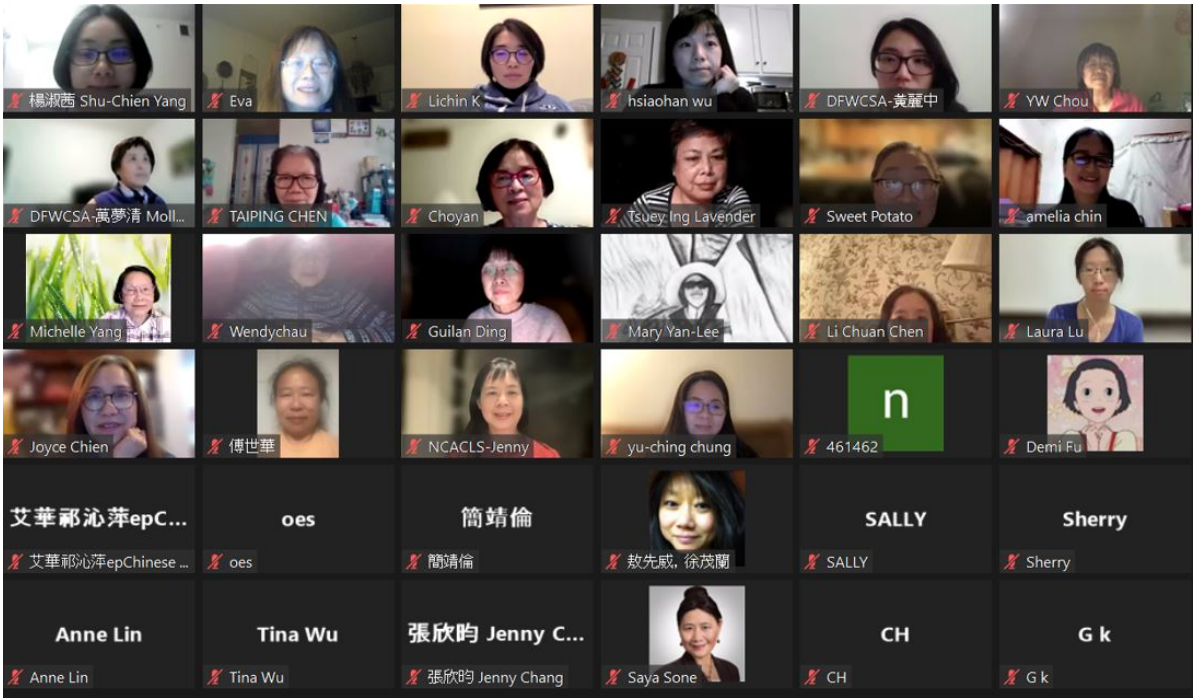 楊淑茜 Shu-Chien Yang
Eva
Lichin K
hsiaohan wu
DFWCSA-黃麗中
YW Chou
DFWCSA-萬夢清 Moll...
TAIPING CHEN
Choyan
Tsuey Ing Lavender
Sweet Potato
amelia chin
Michelle Yang
Wendychau
Guilan Ding
Mary Yan-Lee
Li Chuan Chen
Laura Lu
Joyce Chien
傅世華
NCACLS-Jenny
yu-ching chung
n
461462
Demi Fu
艾華祁沁萍epC...
oes
簡靖倫
SALLY
Sherry
艾華祁沁萍epChinese ...
oes
簡靖倫
敖先威, 徐茂蘭
SALLY
Sherry
Anne Lin
Tina Wu
張欣昀 Jenny C...
CH
G k
Anne Lin
Tina Wu
張欣昀 Jenny Chang
Saya Sone
CH
G k